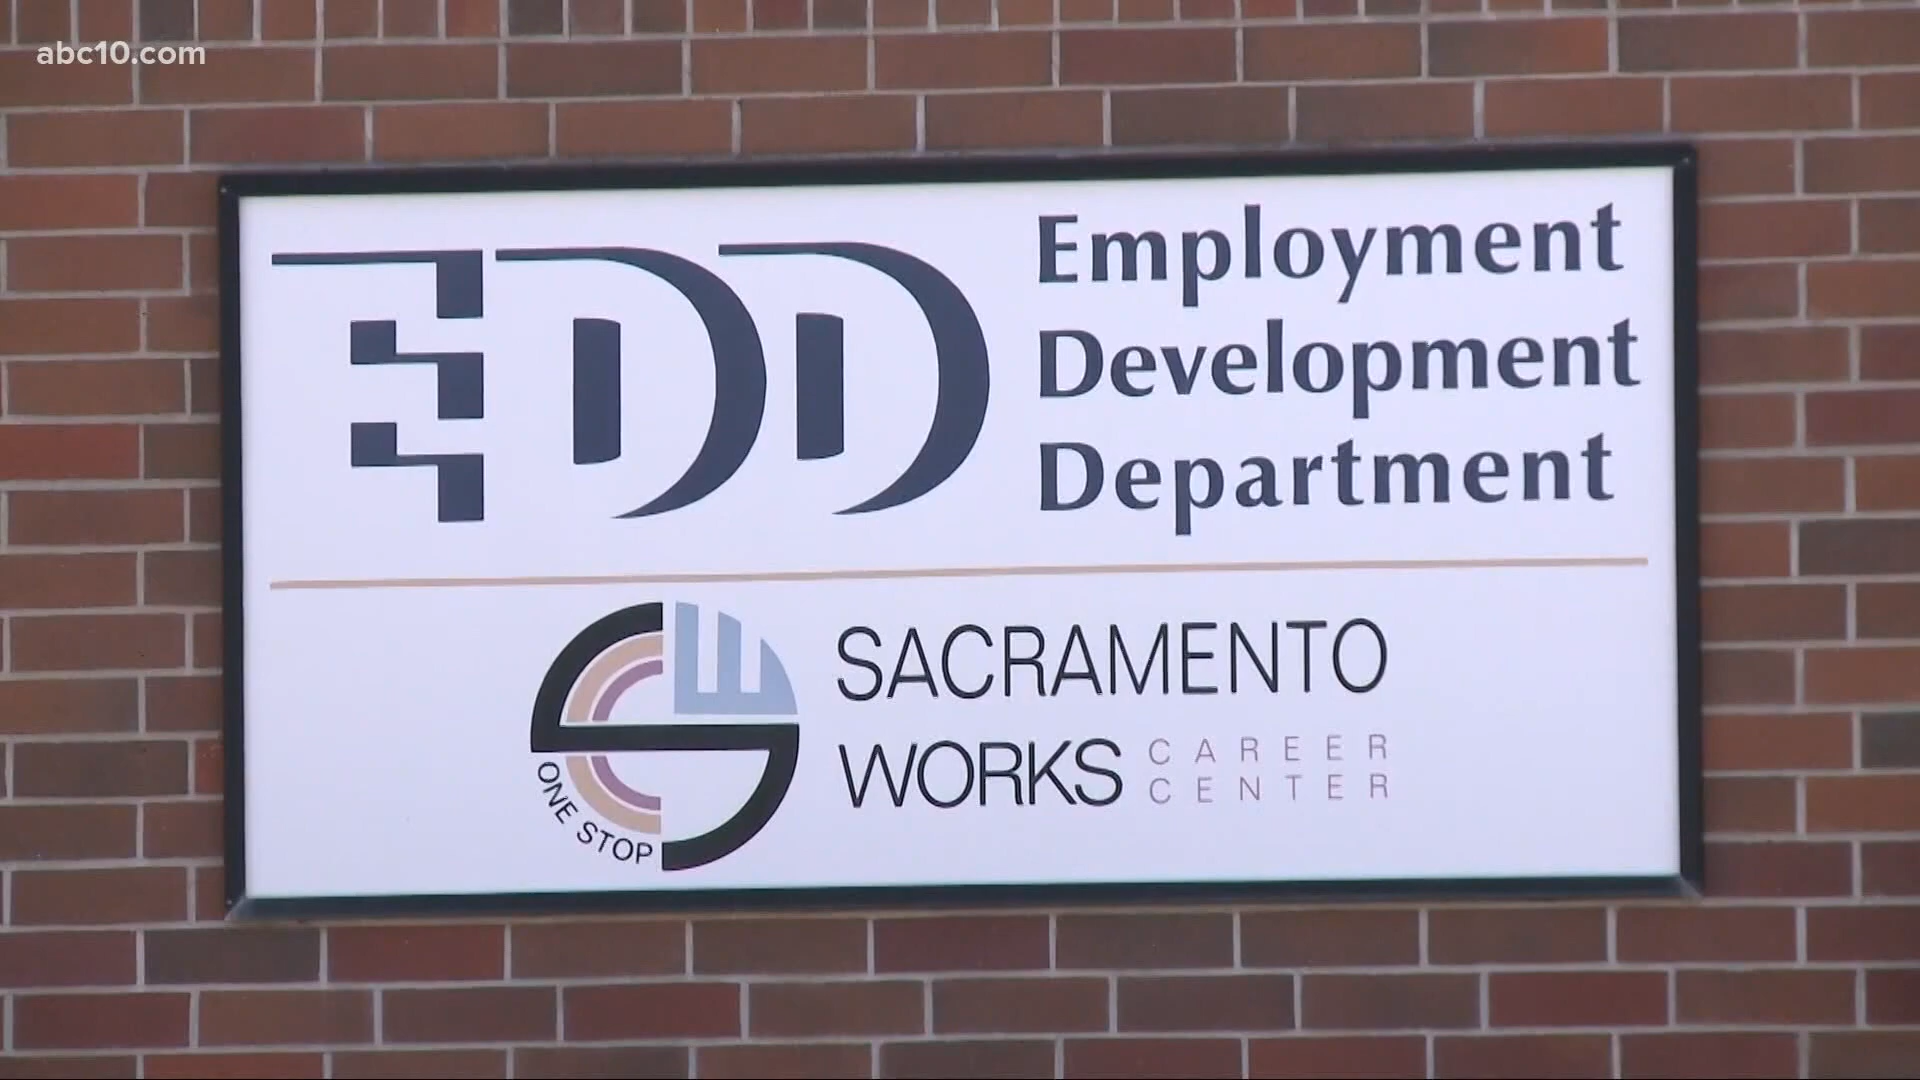 abc10.com
EDD
Employment
Development
Department
SACRAMENTO
WORKS
CAREER
CENTER
ONE STOP